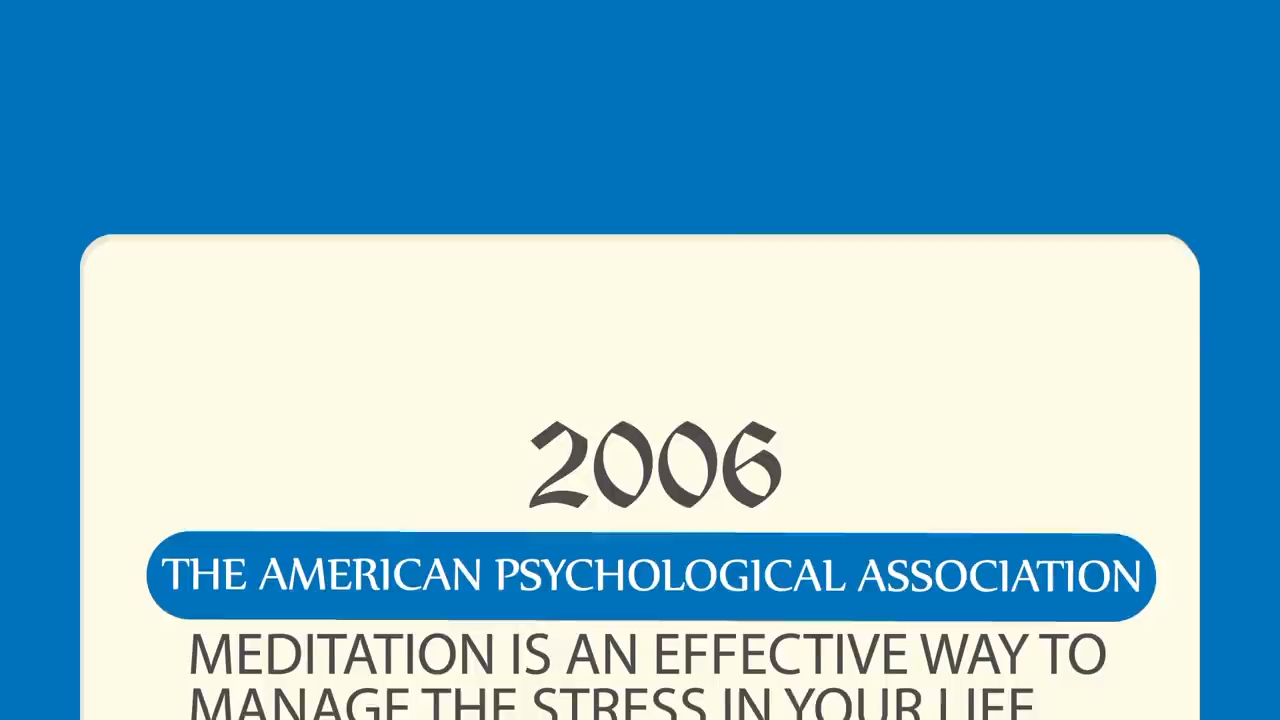 2006
THE AMERICAN PSYCHOLOGICAL ASSOCIATION
MEDITATION IS AN EFFECTIVE WAY TO
MANAGE THE STRESS IN YOUR LIFE